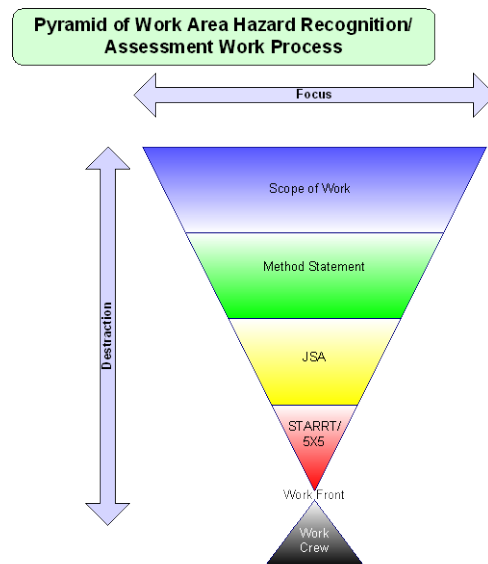 Pyramid of Work Area Hazard Recognition/
Assessment Work Process
Focus
Scope of Work
Method Statement
Destraction
JSA
STARRT/
5X5
Work Front
Work
Crew